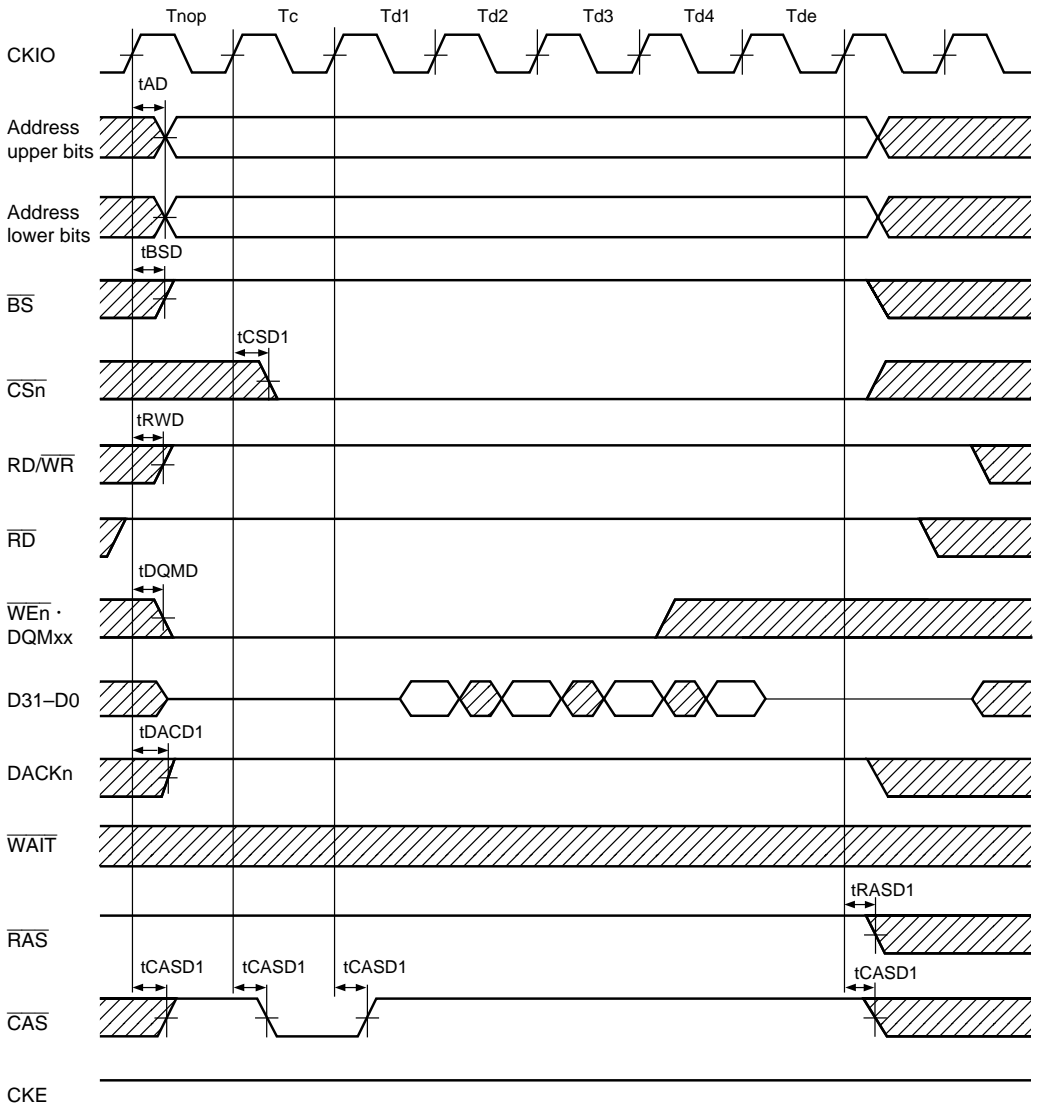 Tnop Tc Td1 Td2 Td3 Td4 Tde
CKIO
tAD
Address
upper bits
Address
lower bits
tBSD
BS
tCSD1
CSn
tRWD
RD/WR
RD
tDQMD
WEn ·
DQMxx
D31–D0
tDACD1
DACKn
WAIT
tRASD1
RAS
tCASD1 tCASD1 tCASD1 tCASD1
CAS
CKE